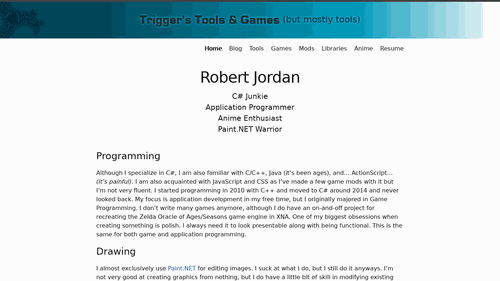 Trigger's Tools & Games (but mostly tools)
Home Blog Tools Games Mods Libraries Anime Resume
Robert Jordan
C# Junkie
Application Programmer
Anime Enthusiast
Paint.NET Warrior
Programming
Although I specialize in C#, I am also familiar with C/C++, Java (it's been ages), and... ActionScript...
(it's painful). I am also acquainted with JavaScript and CSS as I've made a few game mods with it but
I'm not very fluent. I started programming in 2010 with C++ and moved to C# around 2014 and never
looked back. My focus is application development in my free time, but I originally majored in Game
Programming. I don't write many games anymore, although I do have an on-and-off project for
recreating the Zelda Oracle of Ages/Seasons game engine in XNA. One of my biggest obsessions when
creating something is polish. I always need it to look presentable along with being functional. This is the
same for both game and application programming.
Drawing
I almost exclusively use Paint.NET for editing images. I suck at what I do, but I still do it anyways. I'm
not very good at creating graphics from nothing, but I do have a little bit of skill in modifying existing